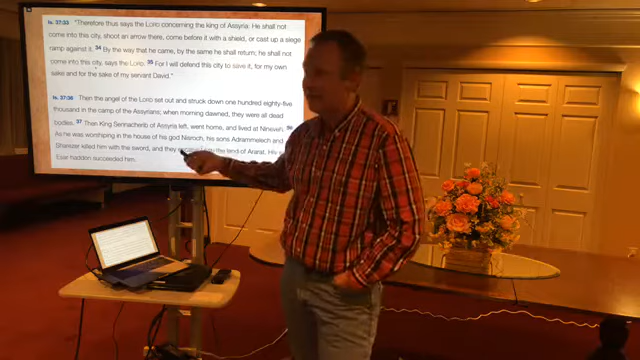 Is. 37:33 "Therefore thus says the LORD concerning the king of Assyria: He shall not
come into this city, shoot an arrow there, come before it with a shield, or cast up a siege
ramp against it. 34 By the way that he came, by the same he shall return; he shall not
come into this city, says the LORD. 35 For I will defend this city to save it, for my own
sake and for the sake of my servant David."
Is. 37:36 Then the angel of the LORD set out and struck down one hundred eighty-five
thousand in the camp of the Assyrians; when morning dawned, they were all dead
bodies. 37 Then King Sennacherib of Assyria left, went home, and lived at Nineveh. 38
As he was worshiping in the house of his god Nisroch, his sons Adrammelech and
Sharezer killed him with the sword, and they into the land of Ararat. His
Esar-haddon succeeded him.